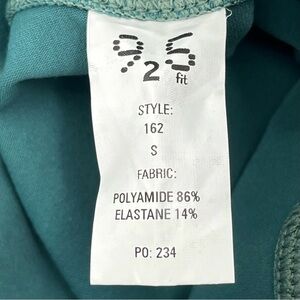 925
fit
STYLE:
162
S
FABRIC:
POLYAMIDE 86%
ELASTANE 14%
PO: 234